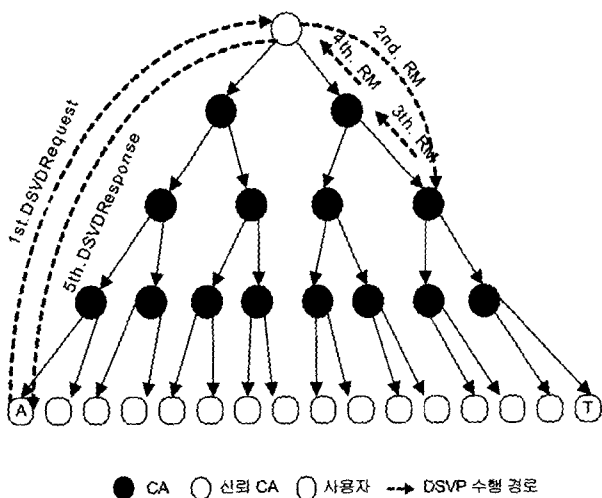 2nd. RM
4th. RM
3th. RM
1st.DSVDRequest
5th.DSVDResponse
A
T
CA 신뢰 CA 사용자 DSVP 수행 경로